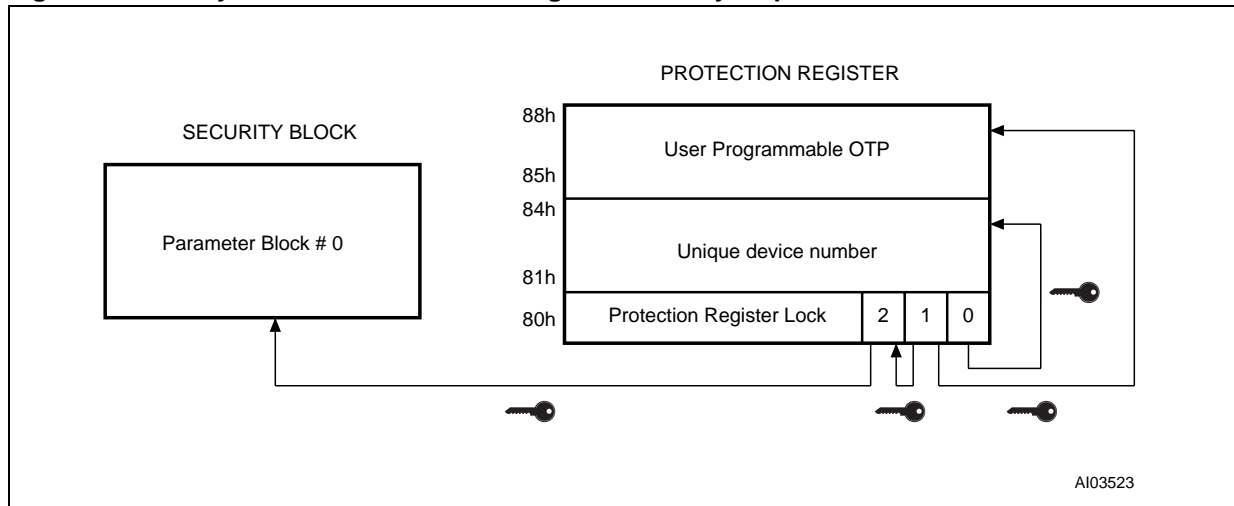 PROTECTION REGISTER
88h
User Programmable OTP
SECURITY BLOCK
85h
84h
Parameter Block # 0
Unique device number
81h
80h
Protection Register Lock 2 1 0
AI03523